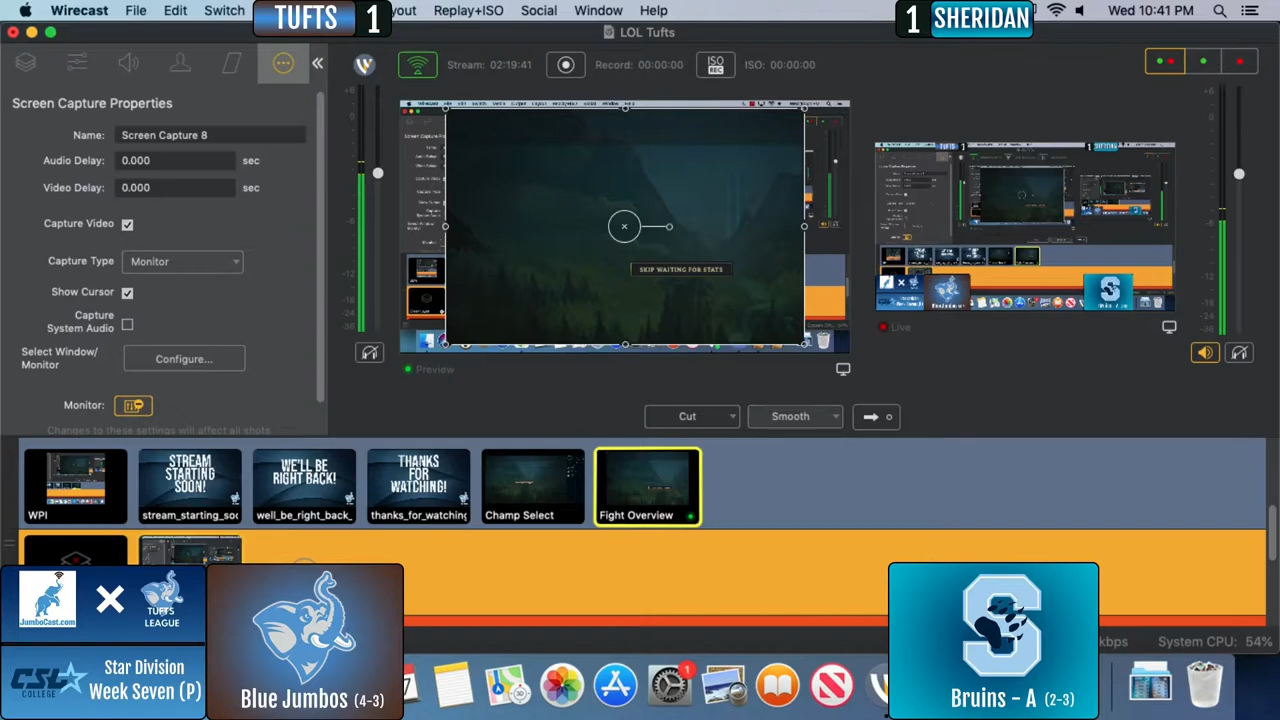 Wirecast File Edit Switch
TUFTS 1
out Replay+ISO Social Window Help
1 SHERIDAN
Wed 10:41 PM
LOL Tufts
Stream: 02:19:41
Record: 00:00:00
ISO REC
ISO: 00:00:00
Screen Capture Properties
Name: Screen Capture 8
Audio Delay: 0.000 sec
Video Delay: 0.000 sec
Capture Video
Capture Type Monitor
Show Cursor
Capture
System Audio
Select Window/
Monitor
Configure...
Monitor:
Changes to these settings will affect all shots
SKIP WAITING FOR STATS
Preview
Live
Cut
Smooth
WPI
STREAM
STARTING
SOON!
stream_starting_soo
WE'LL BE
RIGHT BACK!
well_be_right_back_
THANKS
FOR
WATCHING!
thanks_for_watching
Champ Select
Fight Overview
JumboCast.com
TUFTS
LEAGUE
CSL
COLLEGE
Star Division
Week Seven (P)
Blue Jumbos (4-3)
S
Bruins - A (2-3)
kbps
System CPU: 54%
1